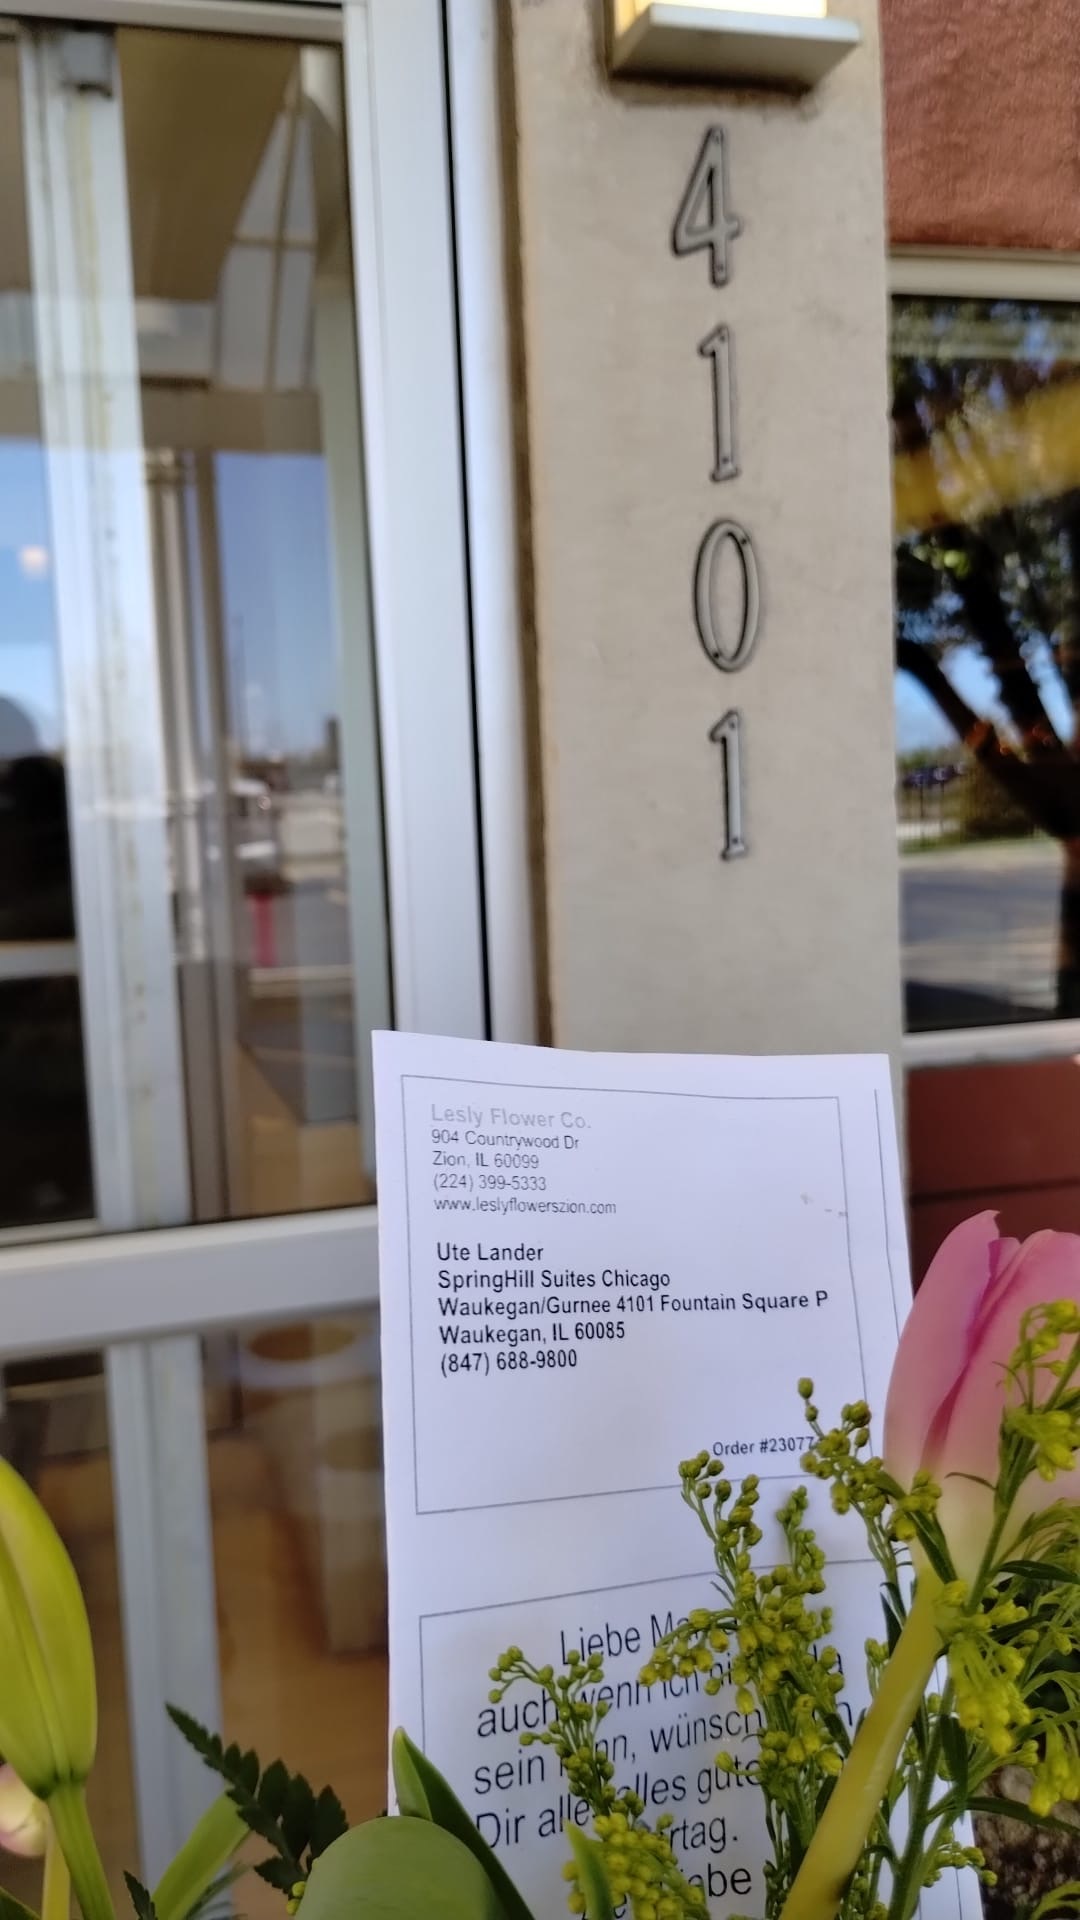 4101
Lesly Flower Co.
904 Countrywood Dr
Zion, IL 60099
(224) 399-5333
www.leslyflowerszion.com
Ute Lander
SpringHill Suites Chicago
Waukegan/Gurnee 4101 Fountain Square P
Waukegan, IL 60085
(847) 688-9800
Order #23077
Liebe
auch wenn ich
sein
Dir